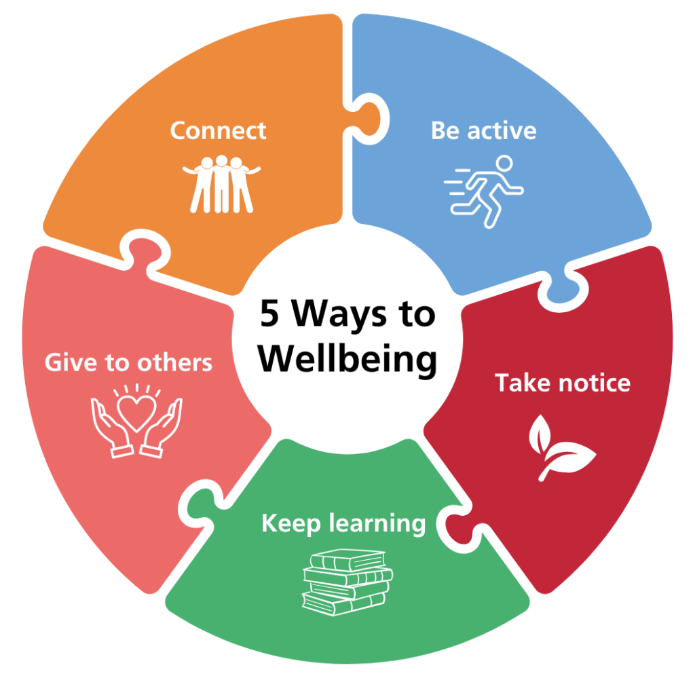 Connect
Be active
5 Ways to
Wellbeing
Give to others
Take notice
Keep learning